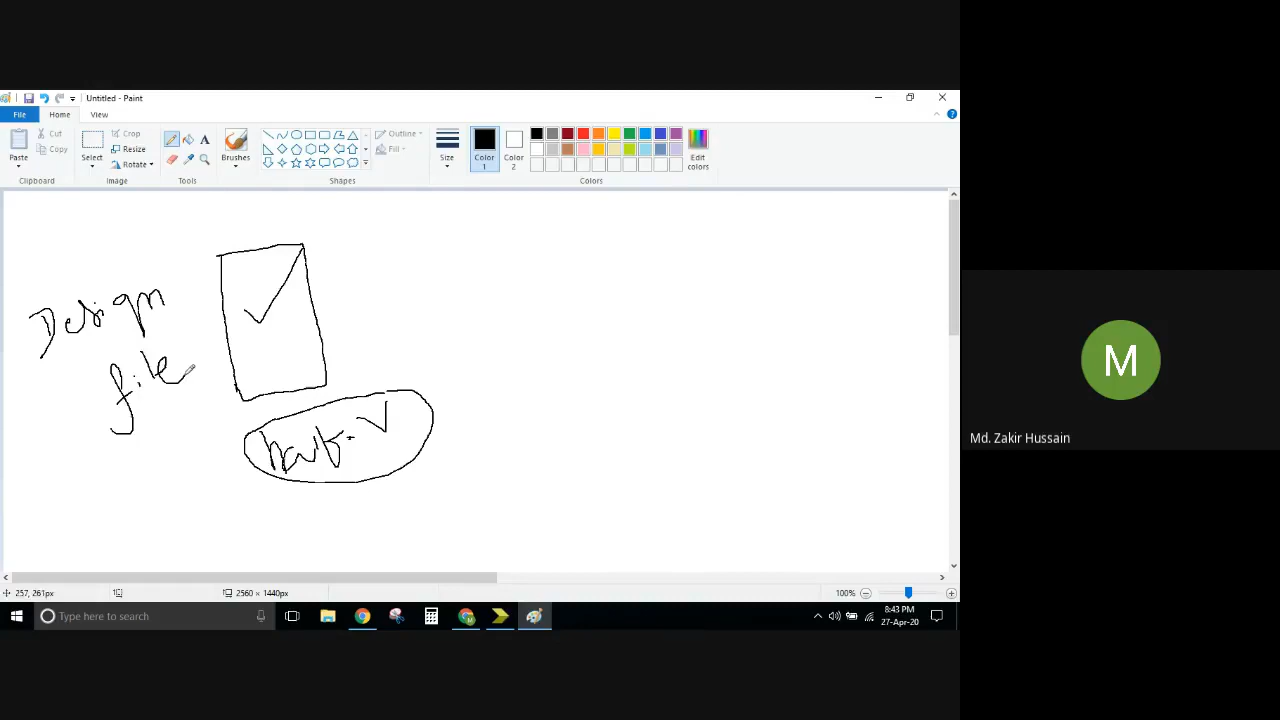 Untitled - Paint
File Home View
Paste
Cut
Copy
Clipboard
Select
Crop
Resize
Rotate
Image
Tools
Brushes
Shapes
Outline
Fill
Size
Color 1
Color 2
Edit colors
Colors
Design
file
257, 261px
2560 × 1440px
100%
Type here to search
8:43 PM
27-Apr-20
M
Md. Zakir Hussain